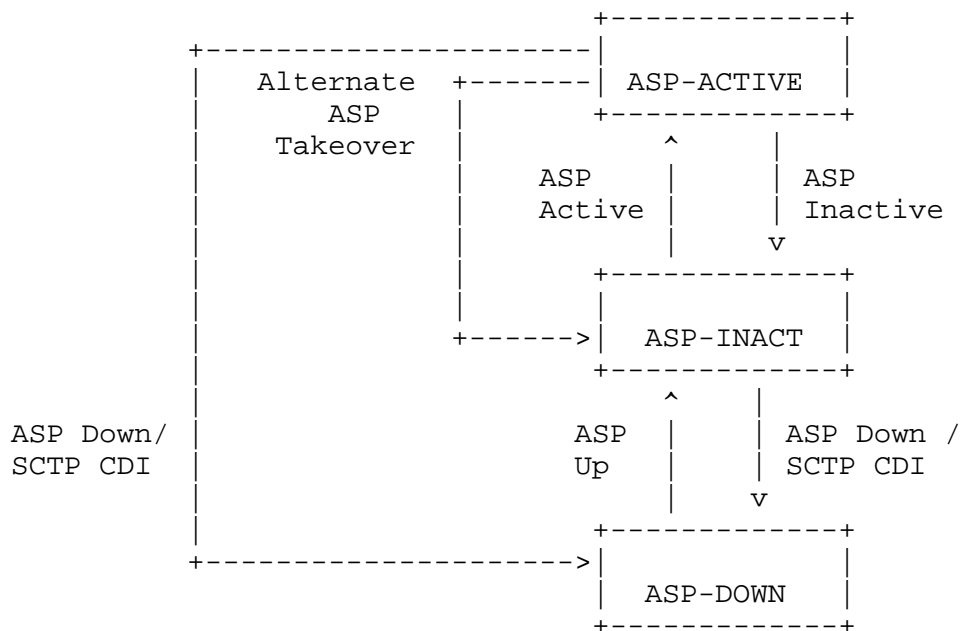 ASP-ACTIVE
Alternate
ASP
Takeover
ASP
Active
ASP
Inactive
ASP-INACT
ASP Down/
SCTP CDI
ASP
Up
ASP Down /
SCTP CDI
ASP-DOWN